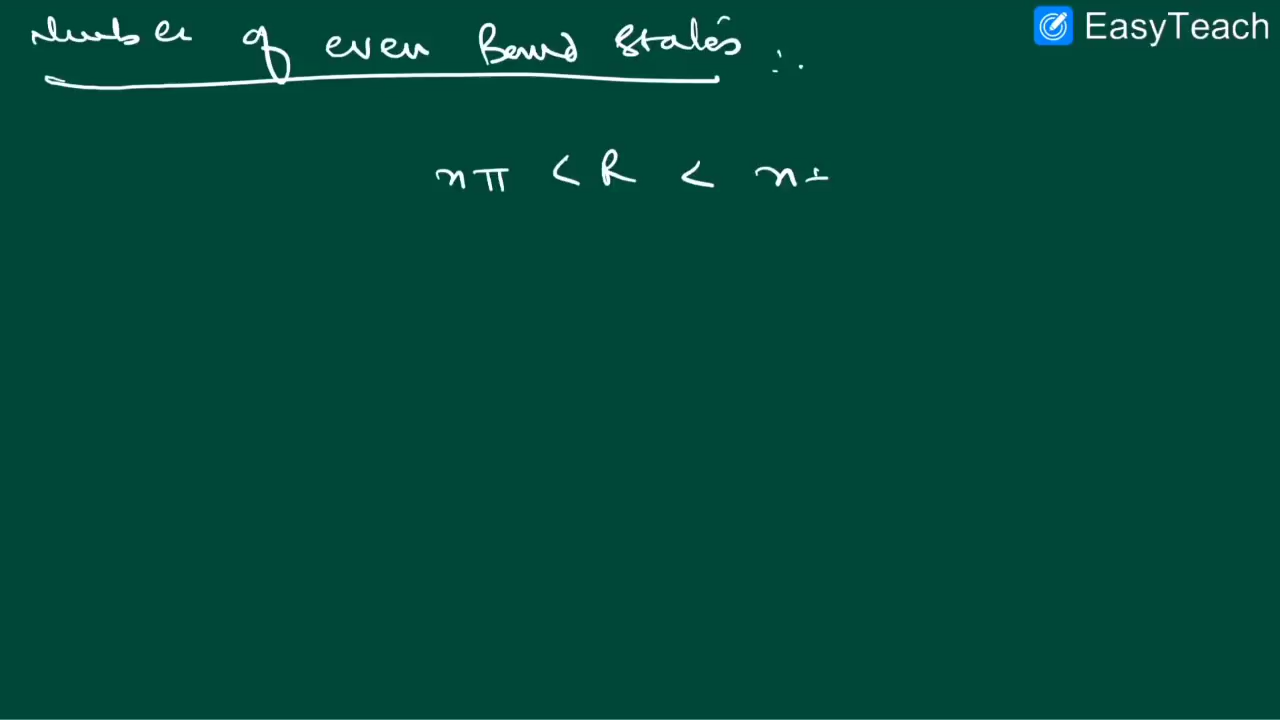 EasyTeach
Number of even Bound states :.
nπ < R < n+